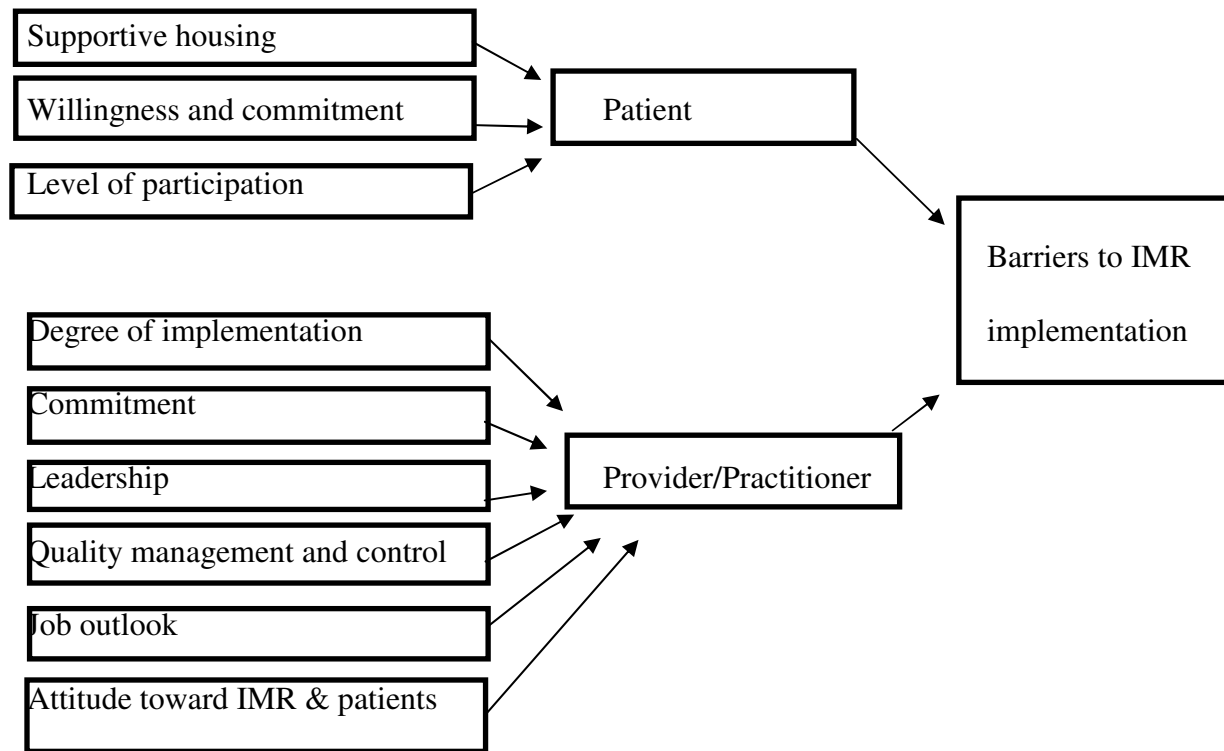 Supportive housing
Willingness and commitment
Level of participation
Patient
Degree of implementation
Commitment
Leadership
Quality management and control
Job outlook
Attitude toward IMR & patients
Provider/Practitioner
Barriers to IMR
implementation